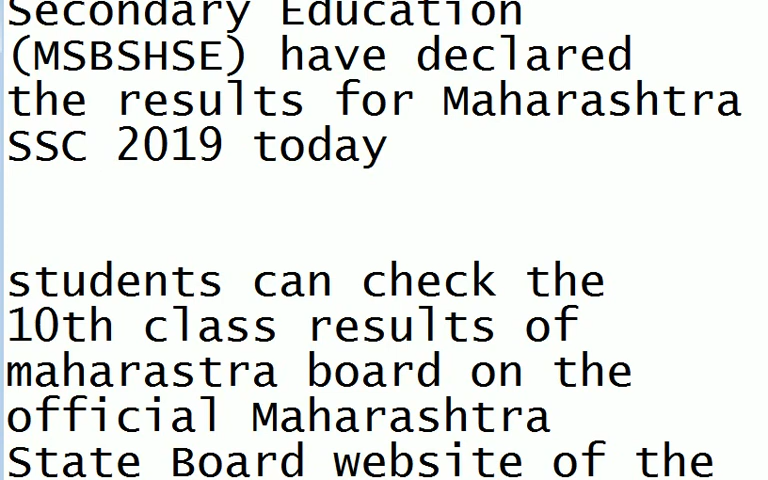 Secondary Education
(MSBSHSE) have declared
the results for Maharashtra
SSC 2019 today
students can check the
10th class results of
maharastra board on the
official Maharashtra
State Board website of the